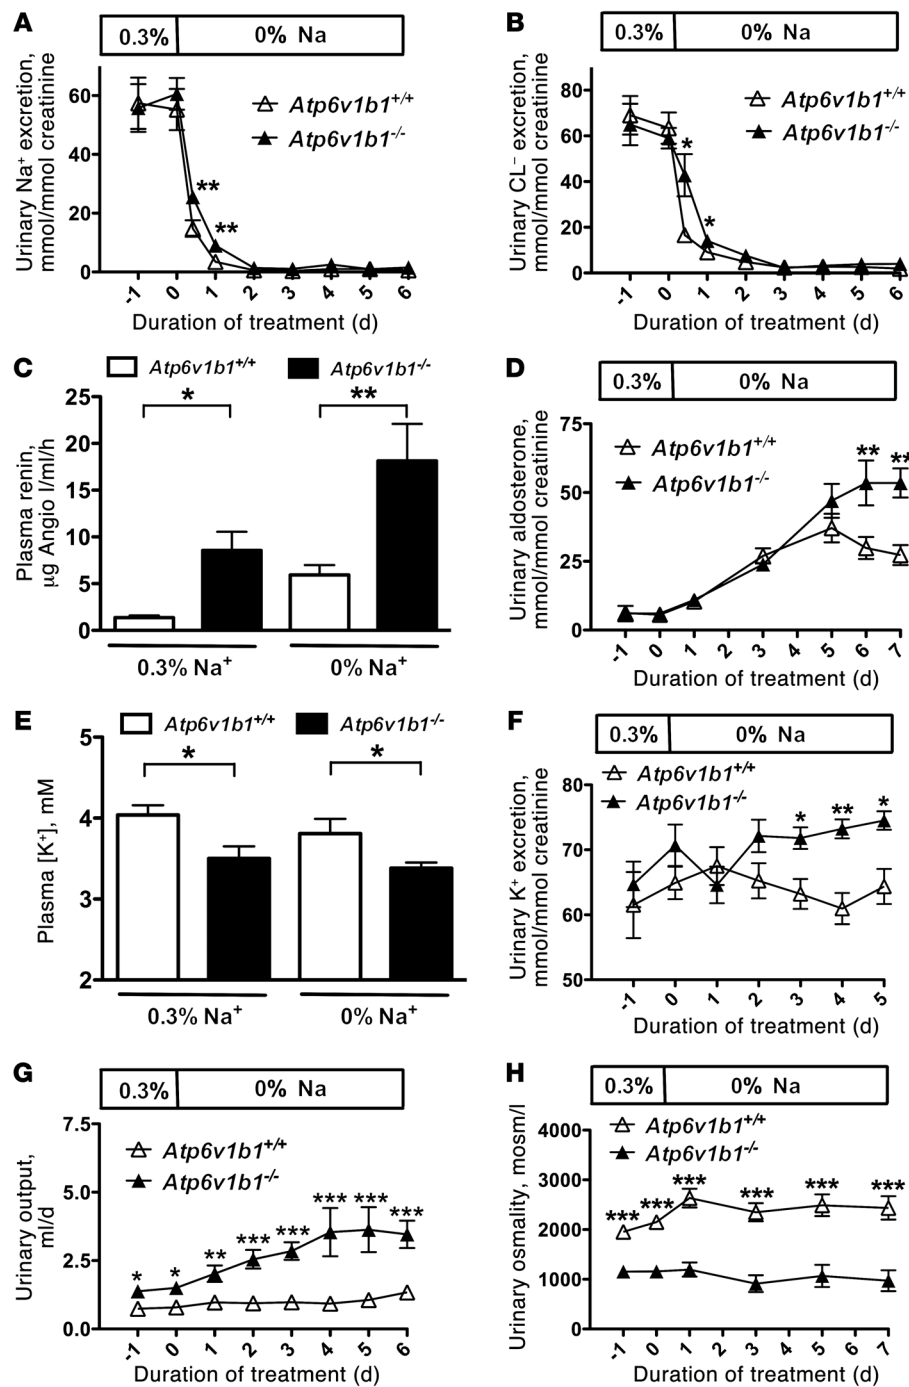 A
0.3%
0% Na
Urinary Na⁺ excretion,
mmol/mmol creatinine
60
40
20
0
Atp6v1b1+/+
Atp6v1b1-/-
**
**
-1 0 1 2 3 4 5 6
Duration of treatment (d)
B
0.3%
0% Na
Urinary CL⁻ excretion,
mmol/mmol creatinine
80
60
40
20
0
Atp6v1b1+/+
Atp6v1b1-/-
*
*
-1 0 1 2 3 4 5 6
Duration of treatment (d)
C
Atp6v1b1+/+
Atp6v1b1-/-
Plasma renin,
µg Angio I/ml/h
25
20
15
10
5
0
*
**
0.3% Na⁺
0% Na⁺
D
0.3%
0% Na
Urinary aldosterone,
mmol/mmol creatinine
75
50
25
0
Atp6v1b1+/+
Atp6v1b1-/-
**
**
-1 0 1 2 3 4 5 6 7
Duration of treatment (d)
E
Atp6v1b1+/+
Atp6v1b1-/-
Plasma [K⁺], mM
5
4
3
2
*
*
0.3% Na⁺
0% Na⁺
F
0.3%
0% Na
Urinary K⁺ excretion,
mmol/mmol creatinine
80
70
60
50
Atp6v1b1+/+
Atp6v1b1-/-
*
**
*
-1 0 1 2 3 4 5
Duration of treatment (d)
G
0.3%
0% Na
Urinary output,
ml/d
7.5
5.0
2.5
0.0
Atp6v1b1+/+
Atp6v1b1-/-
* * ** *** *** *** *** ***
-1 0 1 2 3 4 5 6
Duration of treatment (d)
H
0.3%
0% Na
Urinary osmality, mosm/l
4000
3000
2000
1000
0
Atp6v1b1+/+
Atp6v1b1-/-
*** *** *** *** *** ***
-1 0 1 2 3 4 5 6 7
Duration of treatment (d)